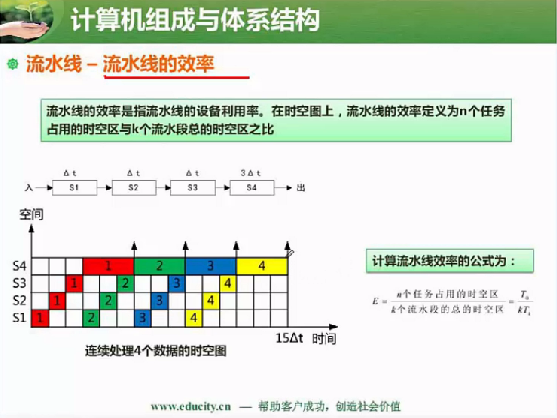 计算机组成与体系结构
流水线 – 流水线的效率
流水线的效率是指流水线的设备利用率。在时空图上，流水线的效率定义为n个任务
占用的时空区与k个流水段总的时空区之比
Δt Δt Δt 3Δt
入 S1 S2 S3 S4 出
空间
S4 1 2 3 4
S3 1 2 3 4
S2 1 2 3 4
S1 1 2 3 4
15Δt 时间
连续处理4个数据的时空图
计算流水线效率的公式为：
E = n个任务占用的时空区 / k个流水段的总的时空区 =
www.educity.cn — 帮助客户成功，创造社会价值